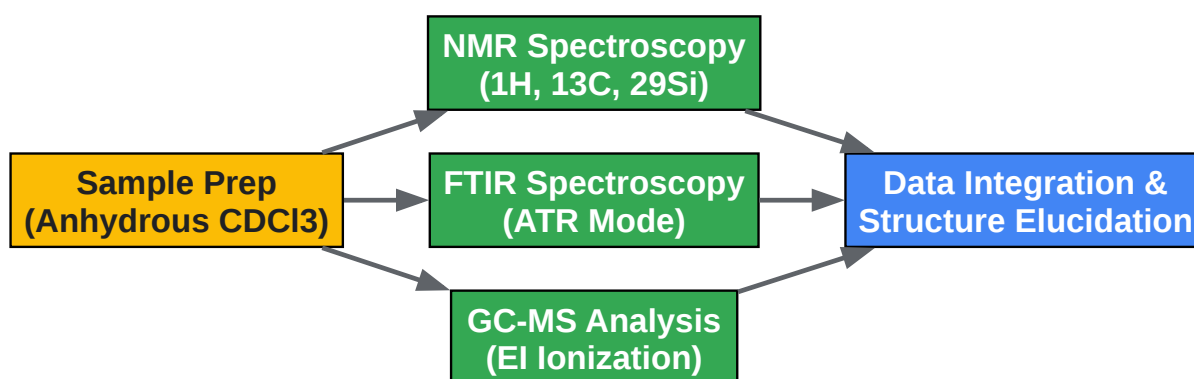 NMR Spectroscopy
(1H, 13C, 29Si)
Sample Prep
(Anhydrous CDCl3)
FTIR Spectroscopy
(ATR Mode)
Data Integration &
Structure Elucidation
GC-MS Analysis
(EI Ionization)